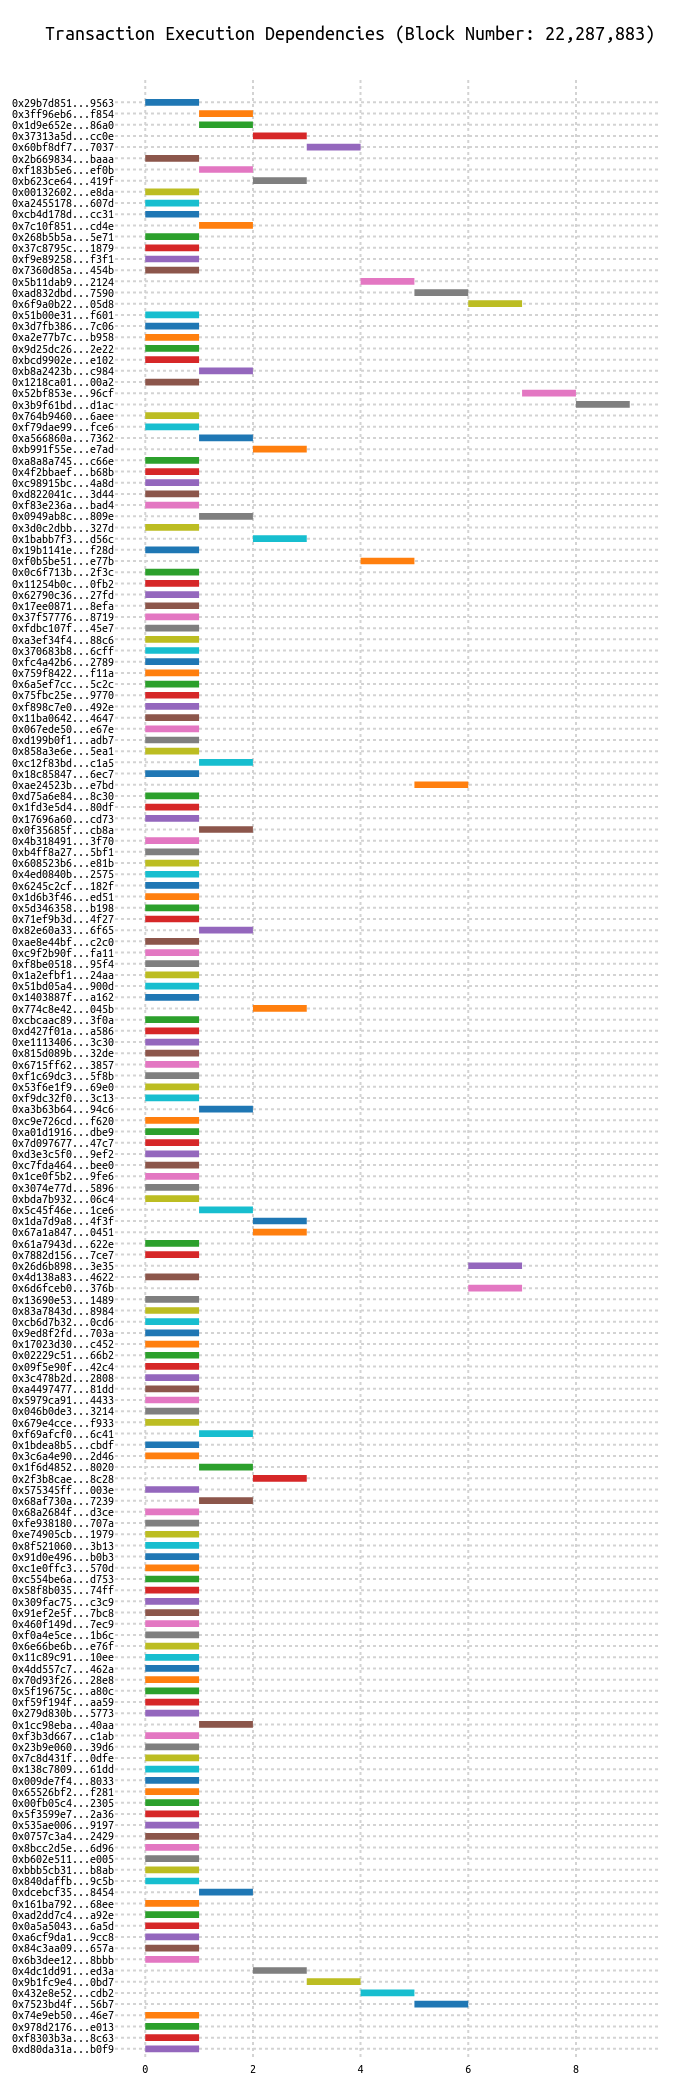 Transaction Execution Dependencies (Block Number: 22,287,883)
0x29b7d851...9563
0x3ff96eb6...f854
0x1d9e652e...86a0
0x37313a5d...cc0e
0x60bf8df7...7037
0x2b669834...baaa
0xf183b5e6...ef0b
0xb623ce64...419f
0x00132602...e8da
0xa2455178...607d
0xcb4d178d...cc31
0x7c10f851...cd4e
0x268b5b5a...5e71
0x37c8795c...1879
0xf9e89258...f3f1
0x7360d85a...454b
0x5b11dab9...2124
0xad832dbd...7590
0x6f9a0b22...05d8
0x51b00e31...f601
0x3d7fb386...7c06
0xa2e77b7c...b958
0x9d25dc26...2e22
0xbcd9902e...e102
0xb8a2423b...c984
0x1218ca01...00a2
0x52bf853e...96cf
0x3b9f61bd...d1ac
0x764b9460...6aee
0xf79dae99...fce6
0xa566860a...7362
0xb991f55e...e7ad
0xa8a8a745...c66e
0x4f2bbaef...b68b
0xc98915bc...4a8d
0xd822041c...3d44
0xf83e236a...bad4
0x0949ab8c...809e
0x3d0c2dbb...327d
0x1babb7f3...d56c
0x19b1141e...f28d
0xf0b5be51...e77b
0x0c6f713b...2f3c
0x11254b0c...0fb2
0x62790c36...27fd
0x17ee0871...8efa
0x37f57776...8719
0xfdbc107f...45e7
0xa3ef34f4...88c6
0x370683b8...6cff
0xfc4a42b6...2789
0x759f8422...f11a
0x6a5ef7cc...5c2c
0x75fbc25e...9770
0xf898c7e0...492e
0x11ba0642...4647
0x067ede50...e67e
0xd199b0f1...adb7
0x858a3e6e...5ea1
0xc12f83bd...c1a5
0x18c85847...6ec7
0xae24523b...e7bd
0xd75a6e84...8c30
0x1fd3e5d4...80df
0x17696a60...cd73
0x0f35685f...cb8a
0x4b318491...3f70
0xb4ff8a27...5bf1
0x608523b6...e81b
0x4ed0840b...2575
0x6245c2cf...182f
0x1d6b3f46...ed51
0x5d346358...b198
0x71ef9b3d...4f27
0x82e60a33...6f65
0xae8e44bf...c2c0
0xc9f2b90f...fa11
0xf8be0518...95f4
0x1a2efbf1...24aa
0x51bd05a4...900d
0x1403887f...a162
0x774c8e42...045b
0xcbcaac89...3f0a
0xd427f01a...a586
0xe1113406...3c30
0x815d089b...32de
0x6715ff62...3857
0xf1c69dc3...5f8b
0x53f6e1f9...69e0
0xf9dc32f0...3c13
0xa3b63b64...94c6
0xc9e726cd...f620
0xa01d1916...dbe9
0x7d097677...47c7
0xd3e3c5f0...9ef2
0xc7fda464...bee0
0x1ce0f5b2...9fe6
0x3074e77d...5896
0xbda7b932...06c4
0x5c45f46e...1ce6
0x1da7d9a8...4f3f
0x67a1a847...0451
0x61a7943d...622e
0x7882d156...7ce7
0x26d6b898...3e35
0x4d138a83...4622
0x6d6fceb0...376b
0x13690e53...1489
0x83a7843d...8984
0xcb6d7b32...0cd6
0x9ed8f2fd...703a
0x17023d30...c452
0x02229c51...66b2
0x09f5e90f...42c4
0x3c478b2d...2808
0xa4497477...81dd
0x5979ca91...4433
0x046b0de3...3214
0x679e4cce...f933
0xf69afcf0...6c41
0x1bdea8b5...cbdf
0x3c6a4e90...2d46
0x1f6d4852...8020
0x2f3b8cae...8c28
0x575345ff...003e
0x68af730a...7239
0x68a2684f...d3ce
0xfe938180...707a
0xe74905cb...1979
0x8f521060...3b13
0x91d0e496...b0b3
0xc1e0ffc3...570d
0xc554be6a...d753
0x58f8b035...74ff
0x309fac75...c3c9
0x91ef2e5f...7bc8
0x460f149d...7ec9
0xf0a4e5ce...1b6c
0x6e66be6b...e76f
0x11c89c91...10ee
0x4dd557c7...462a
0x70d93f26...28e8
0x5f19675c...a80c
0xf59f194f...aa59
0x279d830b...5773
0x1cc98eba...40aa
0xf3b3d667...c1ab
0x23b9e060...39d6
0x7c8d431f...0dfe
0x138c7809...61dd
0x009de7f4...8033
0x65526bf2...f281
0x00fb05c4...2305
0x5f3599e7...2a36
0x535ae006...9197
0x0757c3a4...2429
0x8bcc2d5e...6d96
0xb602e511...e005
0xbbb5cb31...b8ab
0x840daffb...9c5b
0xdcebcf35...8454
0x161ba792...68ee
0xad2dd7c4...a92e
0x0a5a5043...6a5d
0xa6cf9da1...9cc8
0x84c3aa09...657a
0x6b3dee12...8bbb
0x4dc1dd91...ed3a
0x9b1fc9e4...0bd7
0x432e8e52...cdb2
0x7523bd4f...56b7
0x74e9eb50...46e7
0x978d2176...e013
0xf8303b3a...8c63
0xd80da31a...b0f9
0 2 4 6 8